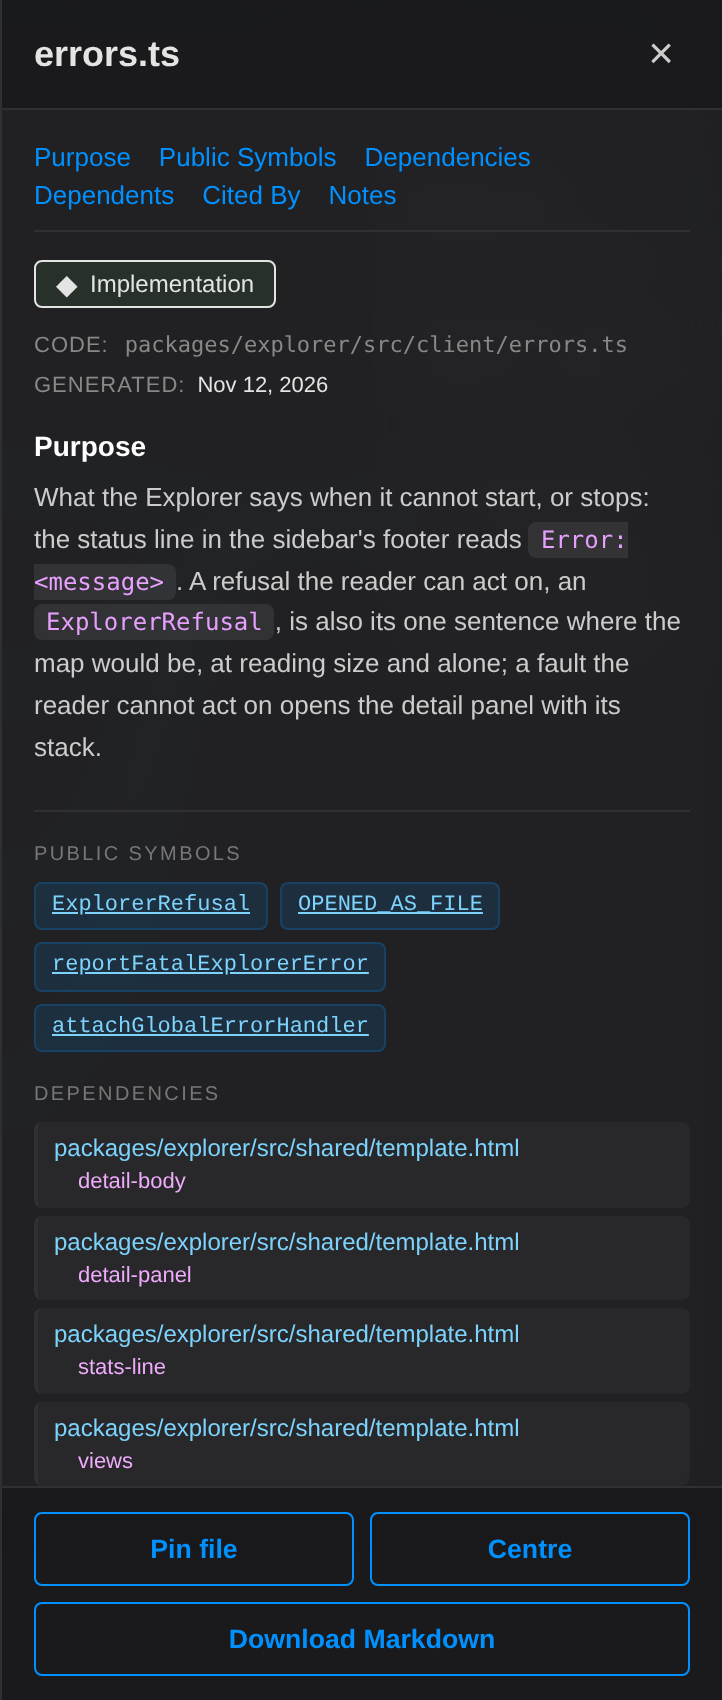 errors.ts ✕
Purpose Public Symbols Dependencies
Dependents Cited By Notes
◆ Implementation
CODE: packages/explorer/src/client/errors.ts
GENERATED: Nov 12, 2026
Purpose
What the Explorer says when it cannot start, or stops:
the status line in the sidebar's footer reads Error:
<message>. A refusal the reader can act on, an
ExplorerRefusal, is also its one sentence where the
map would be, at reading size and alone; a fault the
reader cannot act on opens the detail panel with its
stack.
PUBLIC SYMBOLS
ExplorerRefusal OPENED_AS_FILE
reportFatalExplorerError
attachGlobalErrorHandler
DEPENDENCIES
packages/explorer/src/shared/template.html
detail-body
packages/explorer/src/shared/template.html
detail-panel
packages/explorer/src/shared/template.html
stats-line
packages/explorer/src/shared/template.html
views
Pin file Centre
Download Markdown